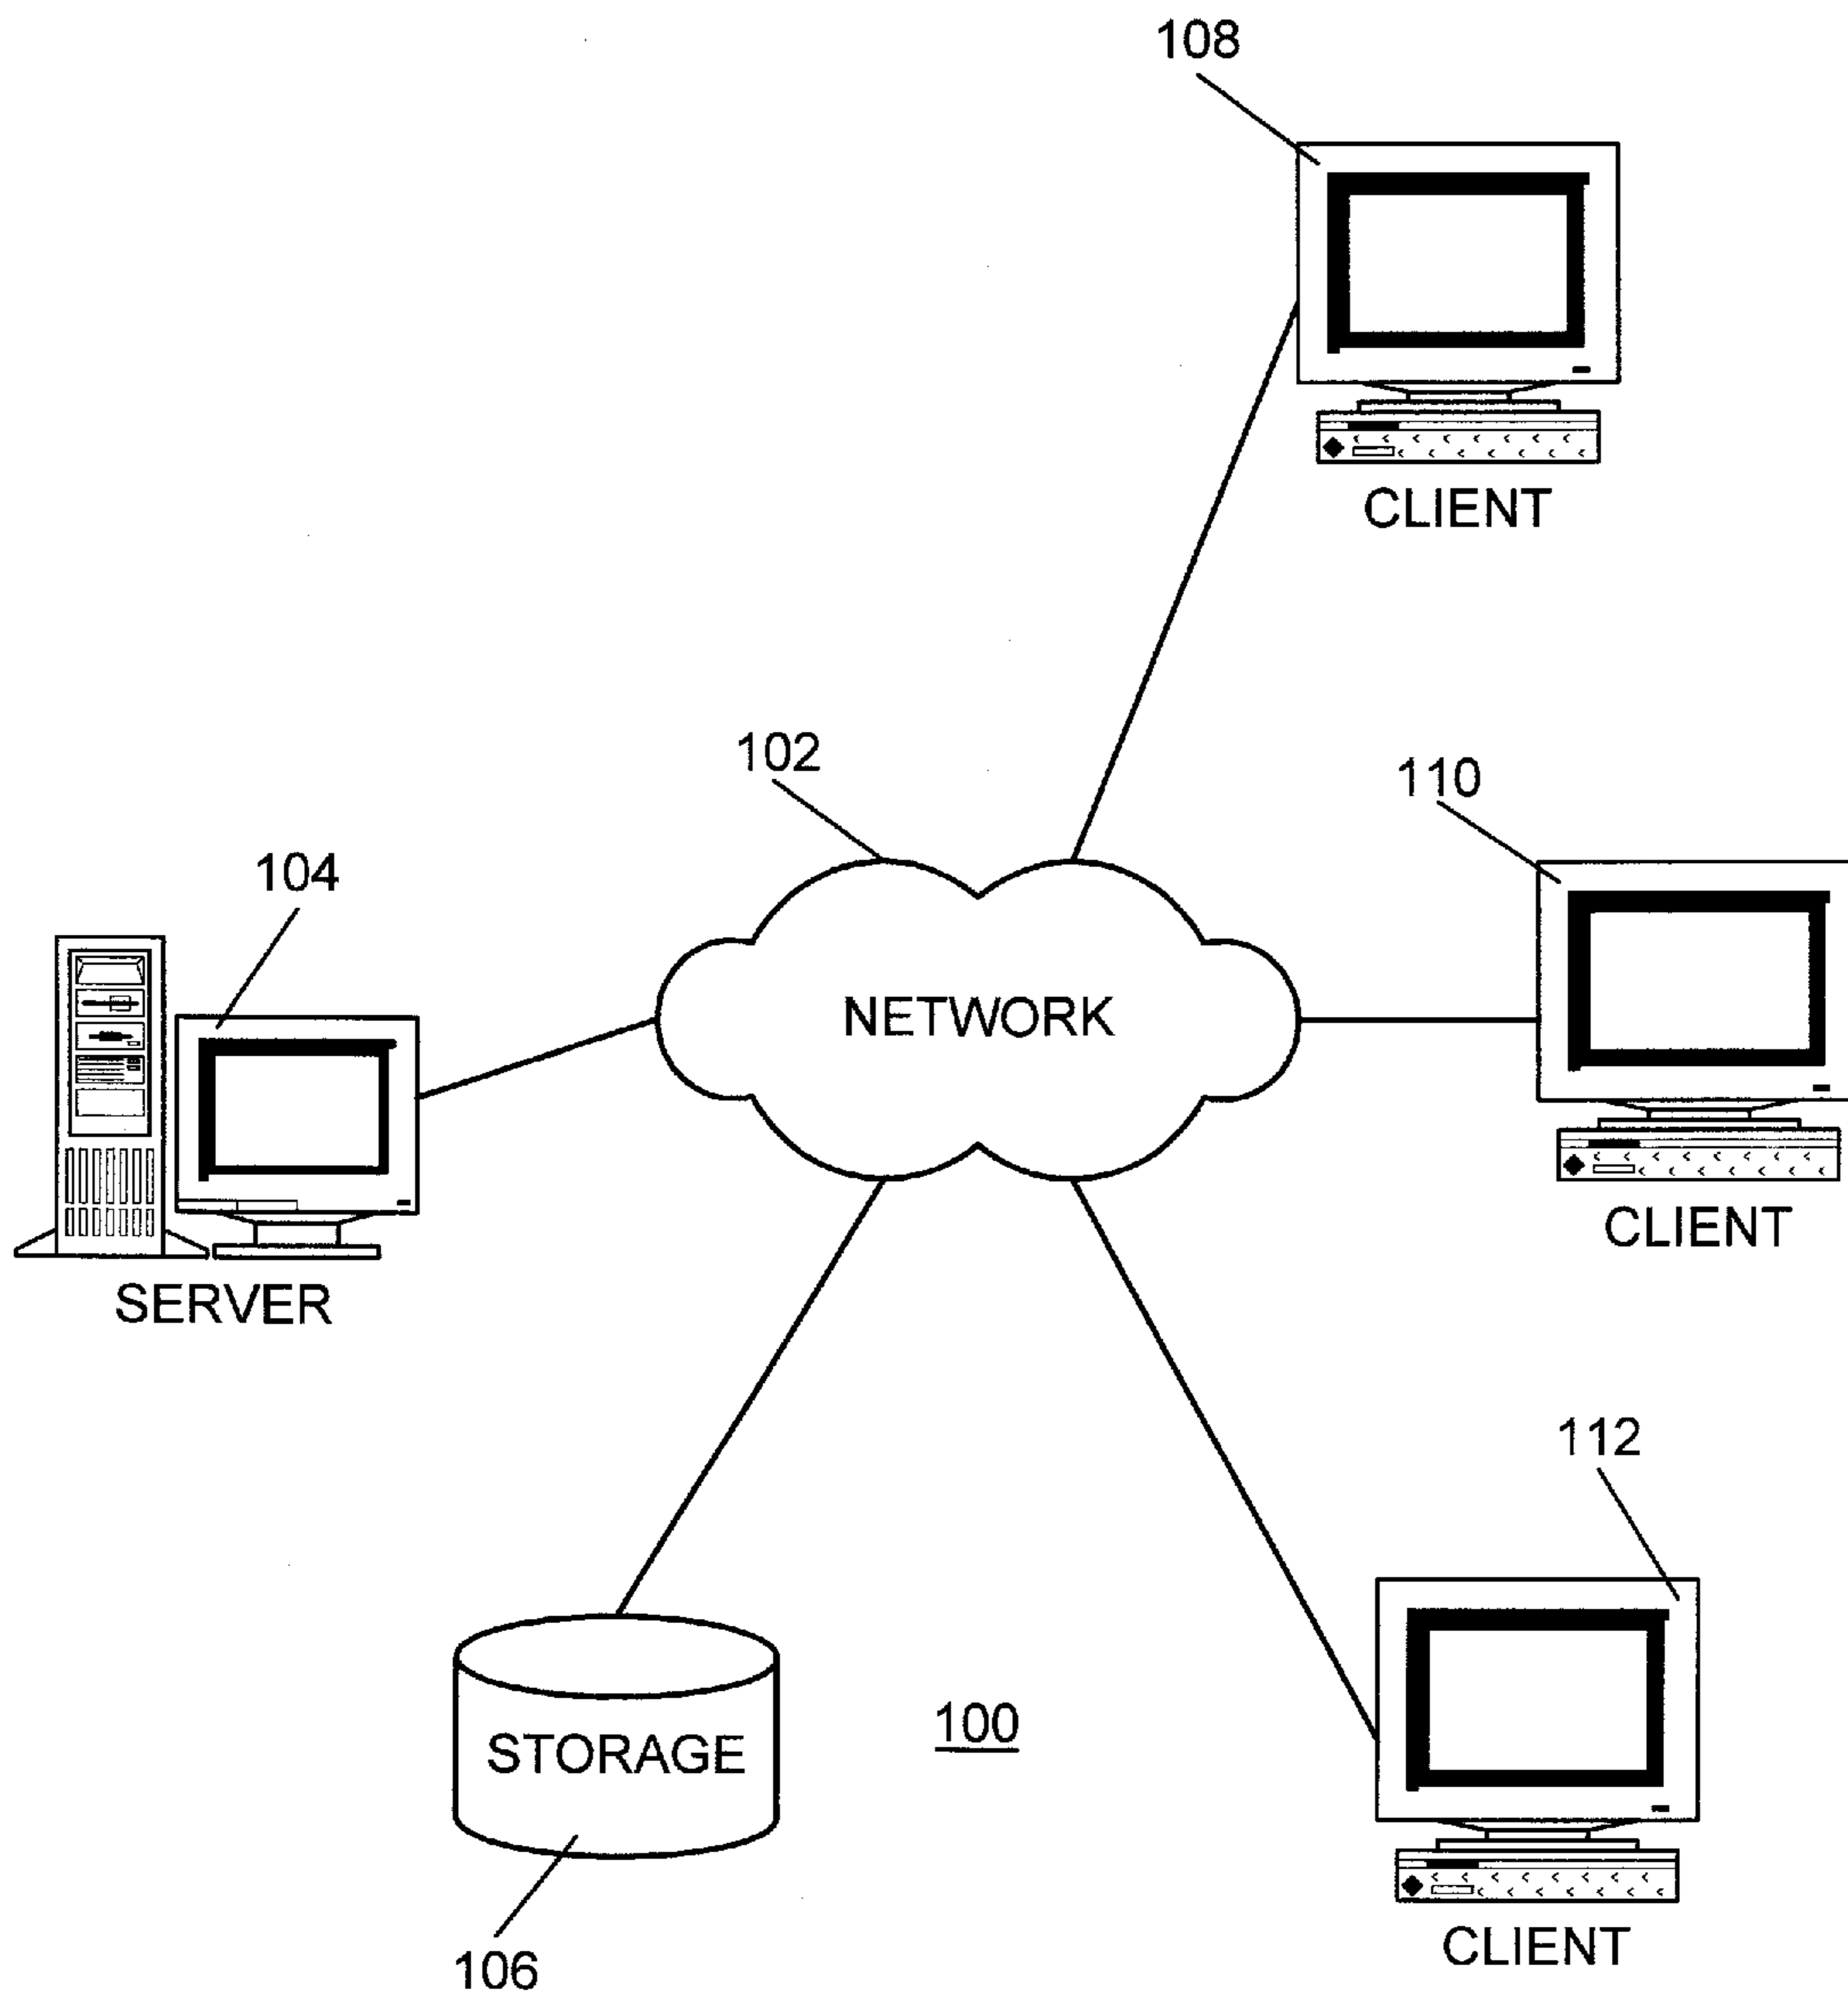 108
CLIENT
102
110
104
NETWORK
CLIENT
SERVER
112
STORAGE
100
106
CLIENT